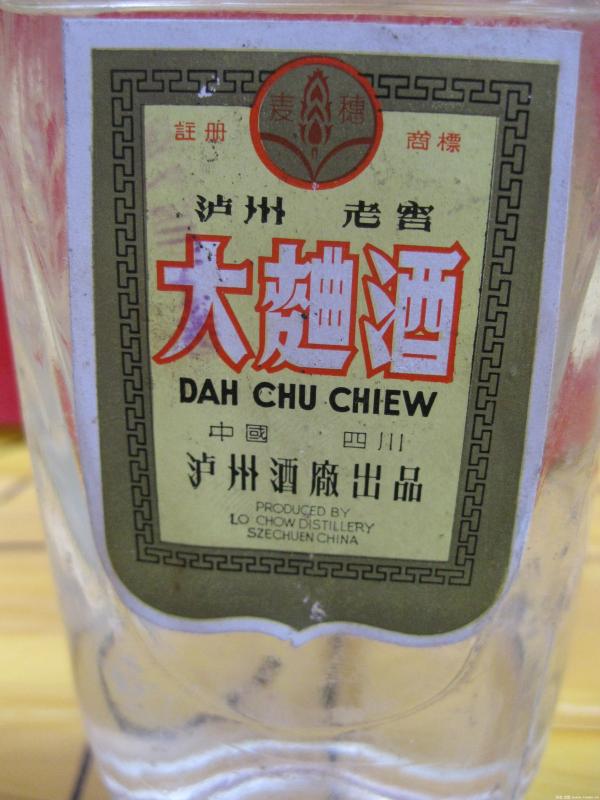 麦 穗
註册 商標
泸州 老窖
大麯酒
DAH CHU CHIEW
中國 四川
泸州酒廠出品
PRODUCED BY
LO CHOW DISTILLERY
SZECHUEN CHINA